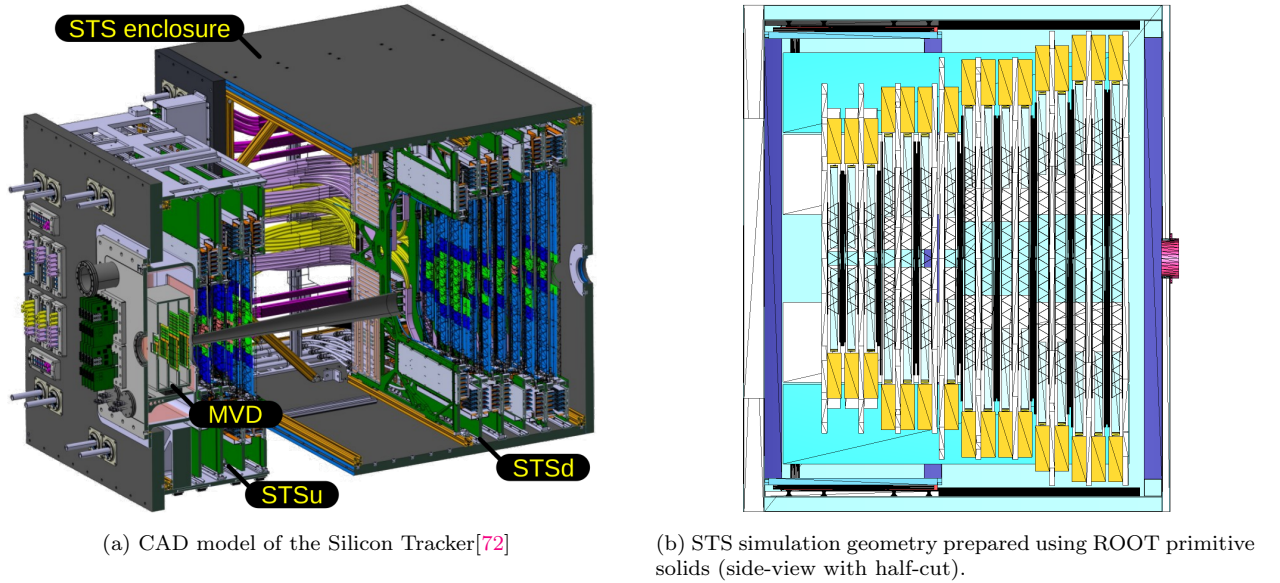 STS enclosure
MVD
STSu
STSd
(a) CAD model of the Silicon Tracker[72]
(b) STS simulation geometry prepared using ROOT primitive
solids (side-view with half-cut).